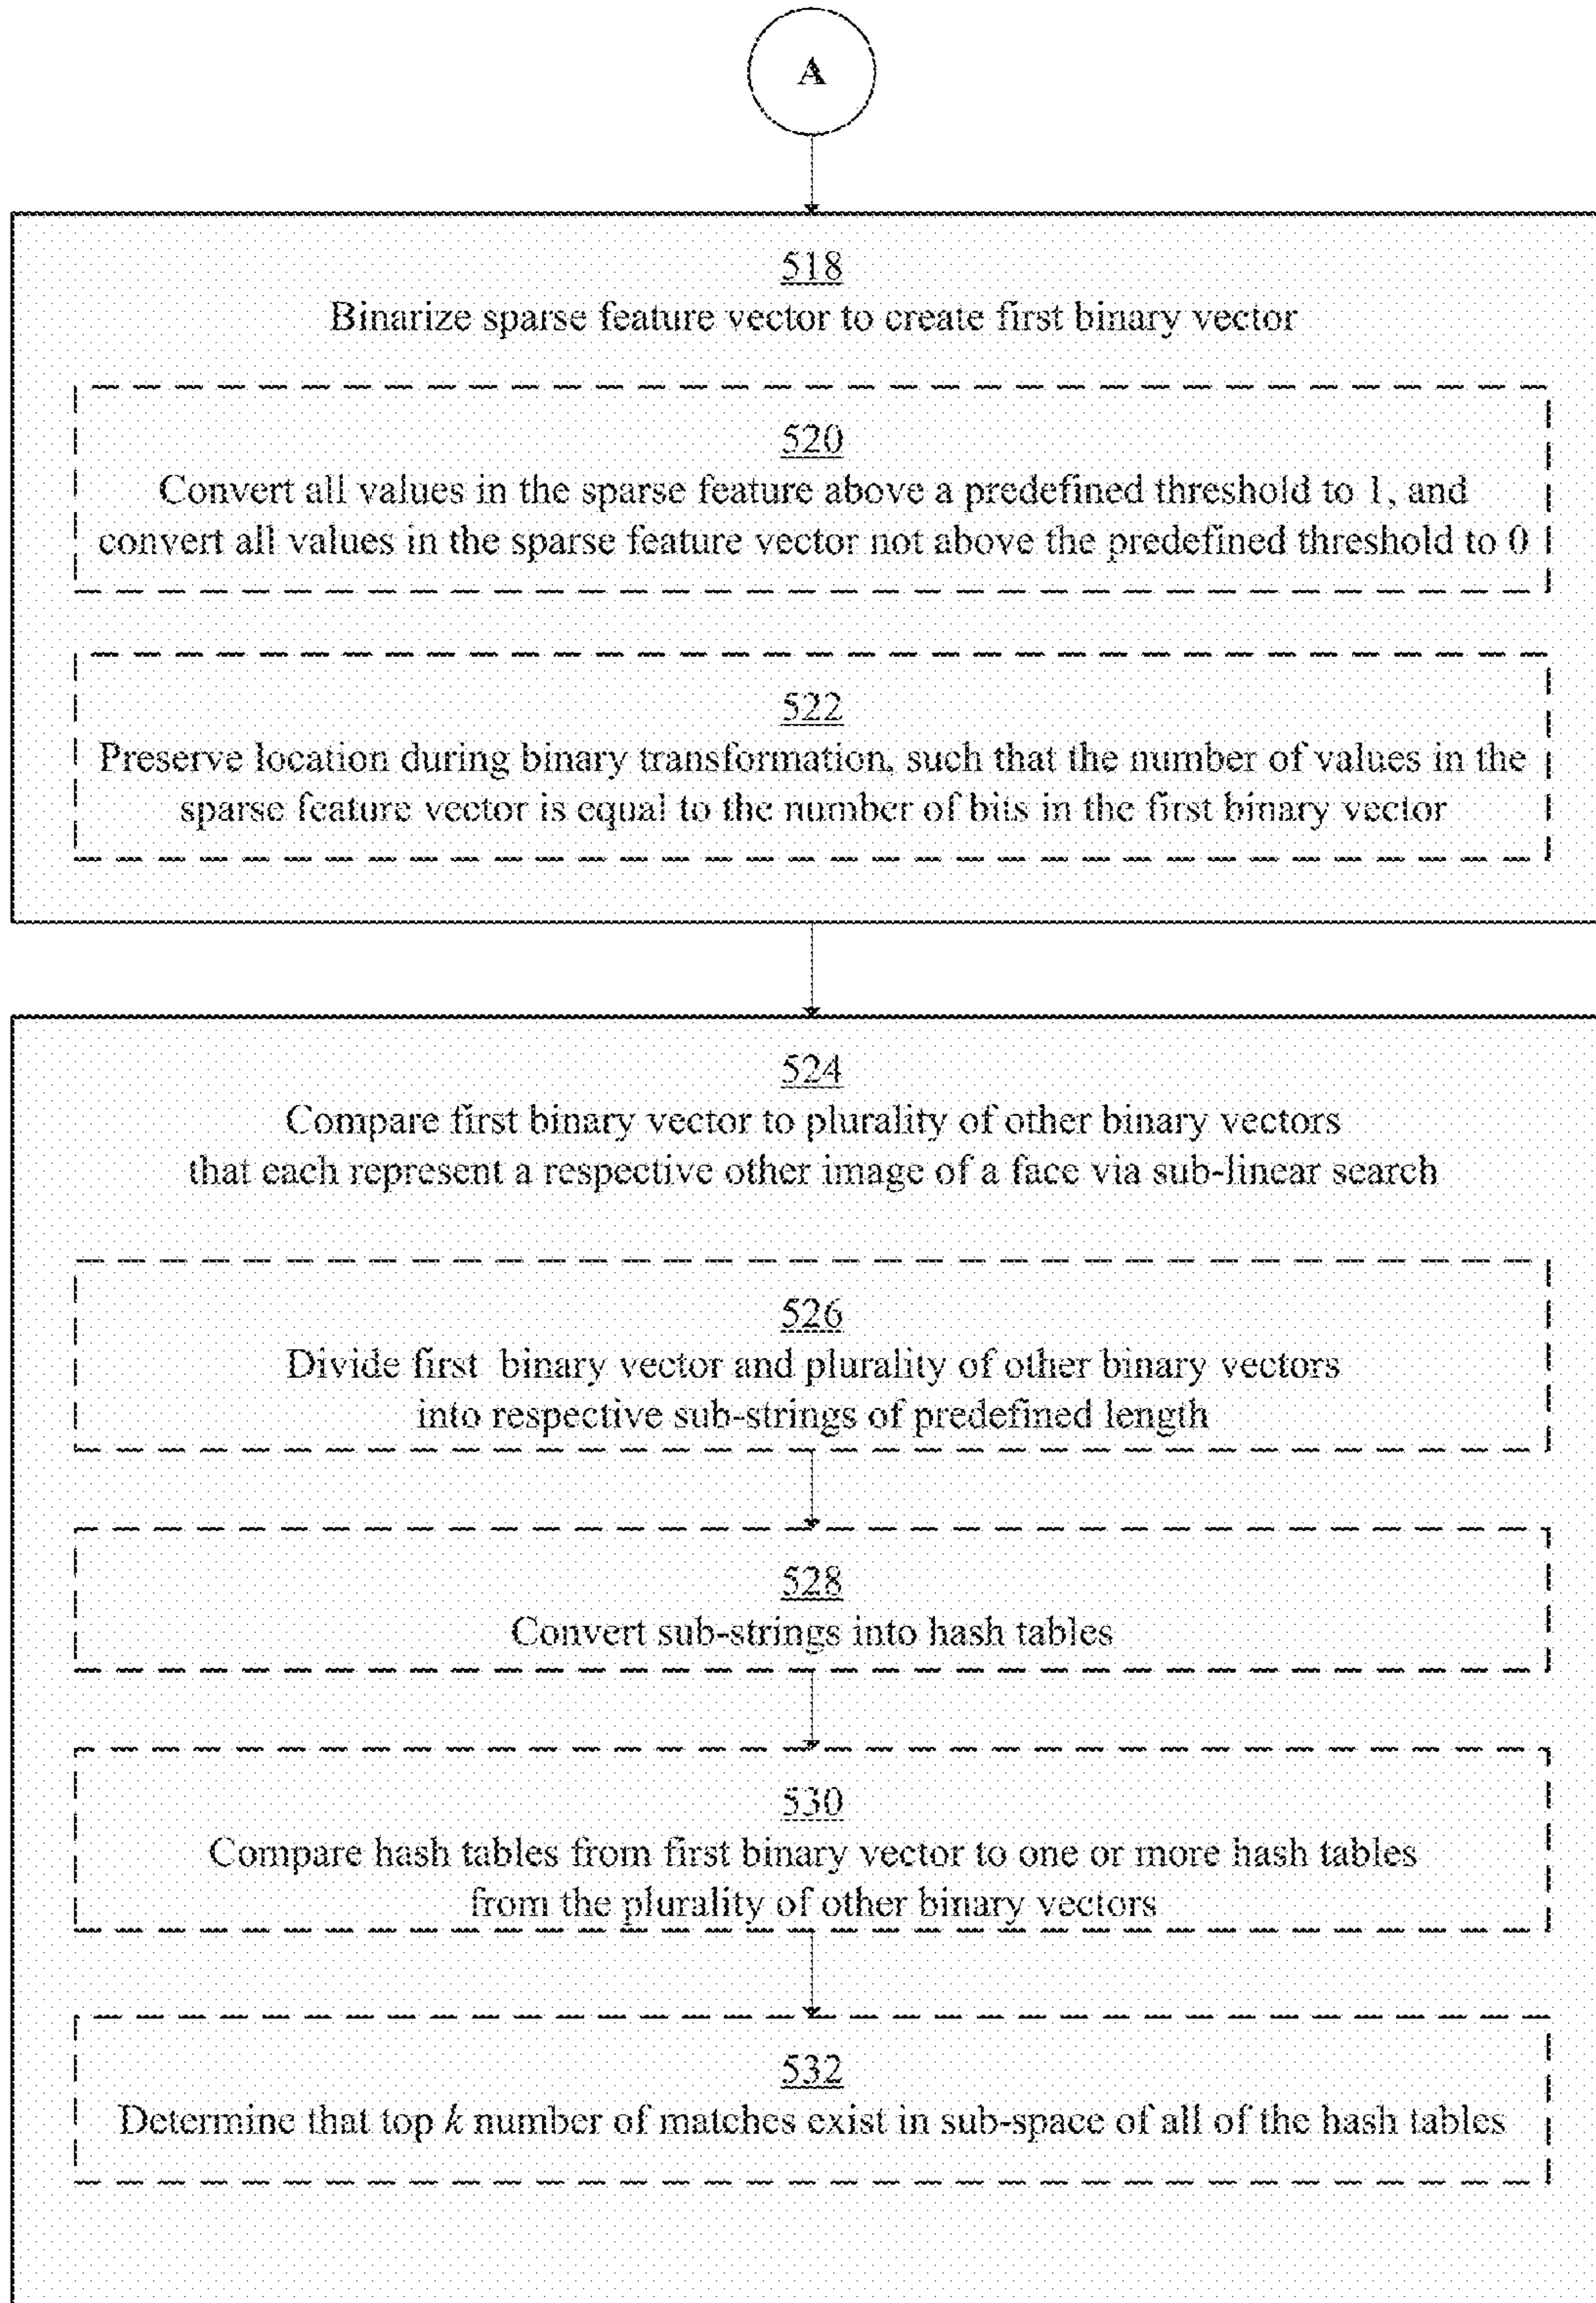 A
518
Binarize sparse feature vector to create first binary vector
520
Convert all values in the sparse feature above a predefined threshold to 1, and
convert all values in the sparse feature vector not above the predefined threshold to 0
522
Preserve location during binary transformation, such that the number of values in the
sparse feature vector is equal to the number of bits in the first binary vector
524
Compare first binary vector to plurality of other binary vectors
that each represent a respective other image of a face via sub-linear search
526
Divide first binary vector and plurality of other binary vectors
into respective sub-strings of predefined length
528
Convert sub-strings into hash tables
530
Compare hash tables from first binary vector to one or more hash tables
from the plurality of other binary vectors
532
Determine that top k number of matches exist in sub-space of all of the hash tables